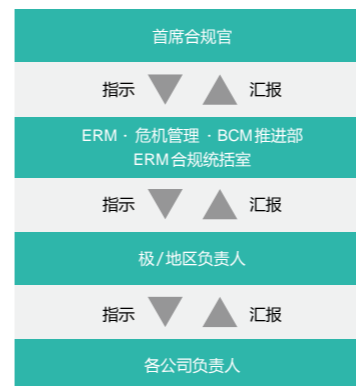 首席合规官
指示 汇报
ERM · 危机管理 · BCM推进部
ERM合规统括室
指示 汇报
极/地区负责人
指示 汇报
各公司负责人